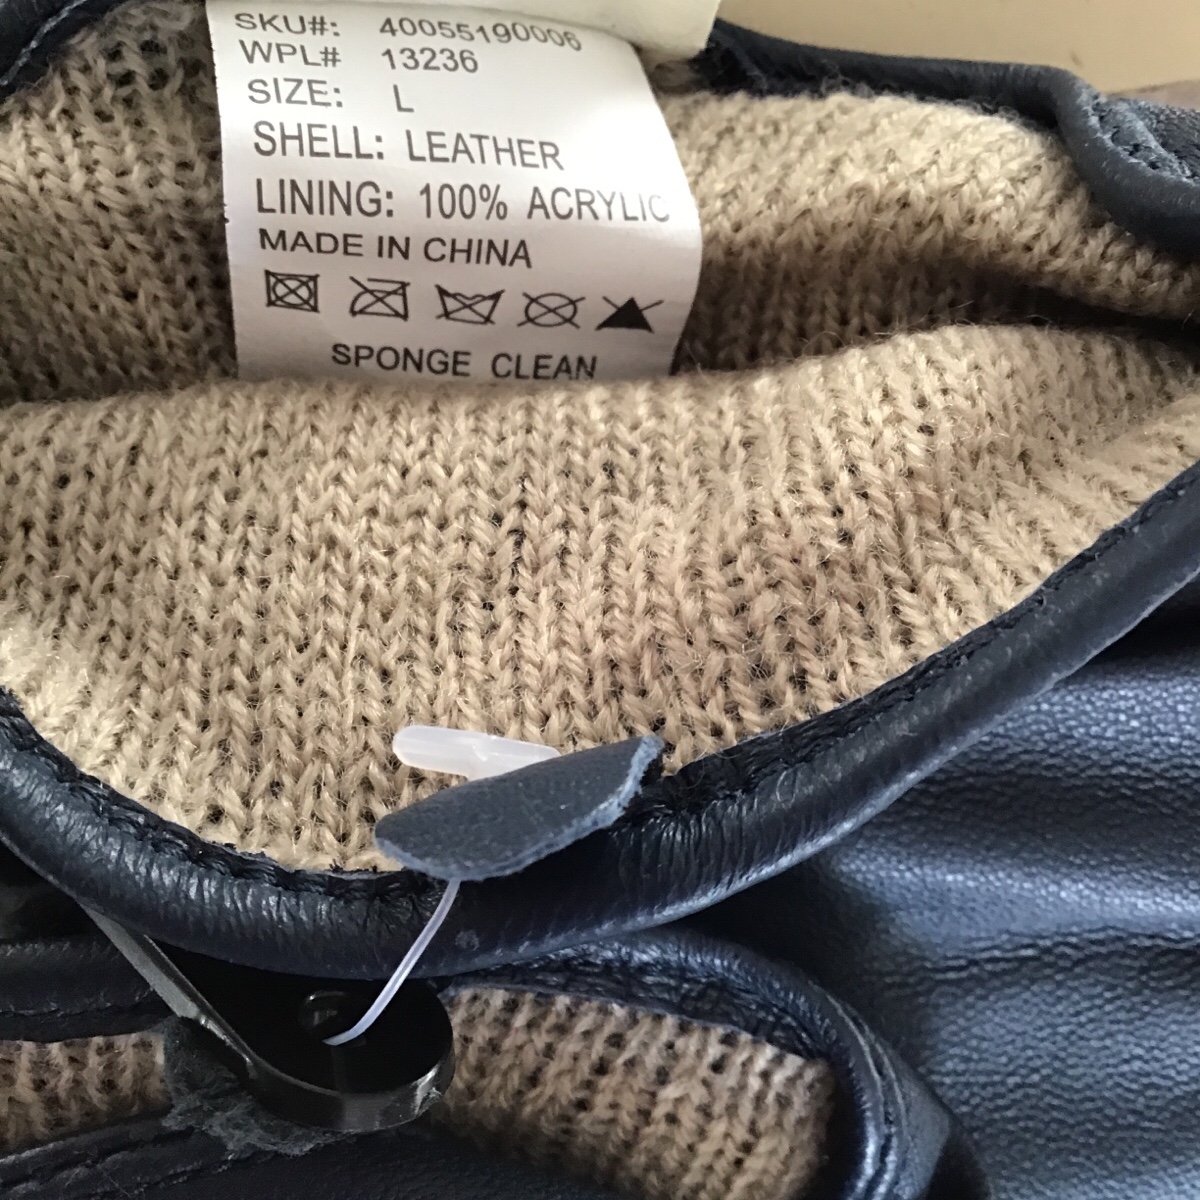 SKU#: 40055190006
WPL# 13236
SIZE: L
SHELL: LEATHER
LINING: 100% ACRYLIC
MADE IN CHINA
SPONGE CLEAN